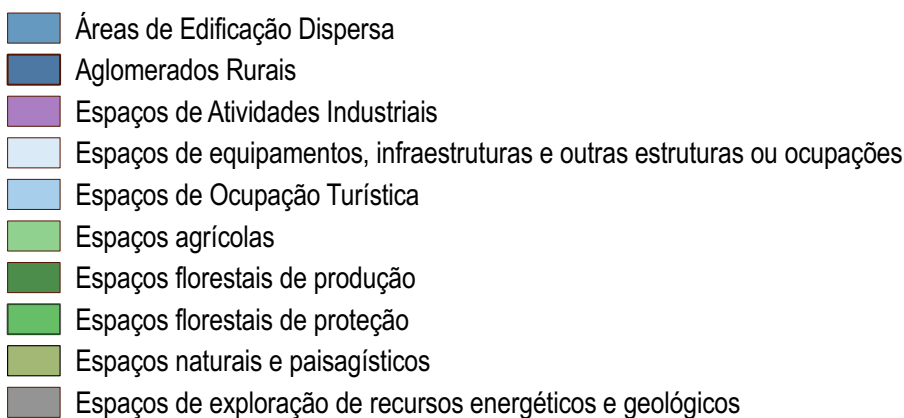 Áreas de Edificação Dispersa
Aglomerados Rurais
Espaços de Atividades Industriais
Espaços de equipamentos, infraestruturas e outras estruturas ou ocupações
Espaços de Ocupação Turística
Espaços agrícolas
Espaços florestais de produção
Espaços florestais de proteção
Espaços naturais e paisagísticos
Espaços de exploração de recursos energéticos e geológicos